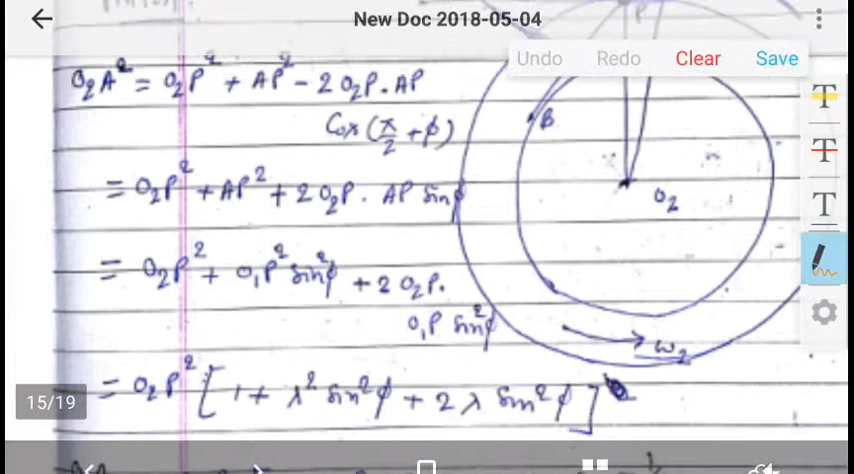 New Doc 2018-05-04
Undo Redo Clear Save
O₂A² = O₂P² + AP² - 2 O₂P . AP
Cos (π/2 + φ)
= O₂P² + AP² + 2 O₂P . AP sinφ
= O₂P² + O₁P² sin²φ + 2 O₂P.
O₁P sin²φ
= O₂P² [ 1 + λ² sin²φ + 2 λ sin²φ ]
P
B
O₂
ω₂
15/19
T
T
T